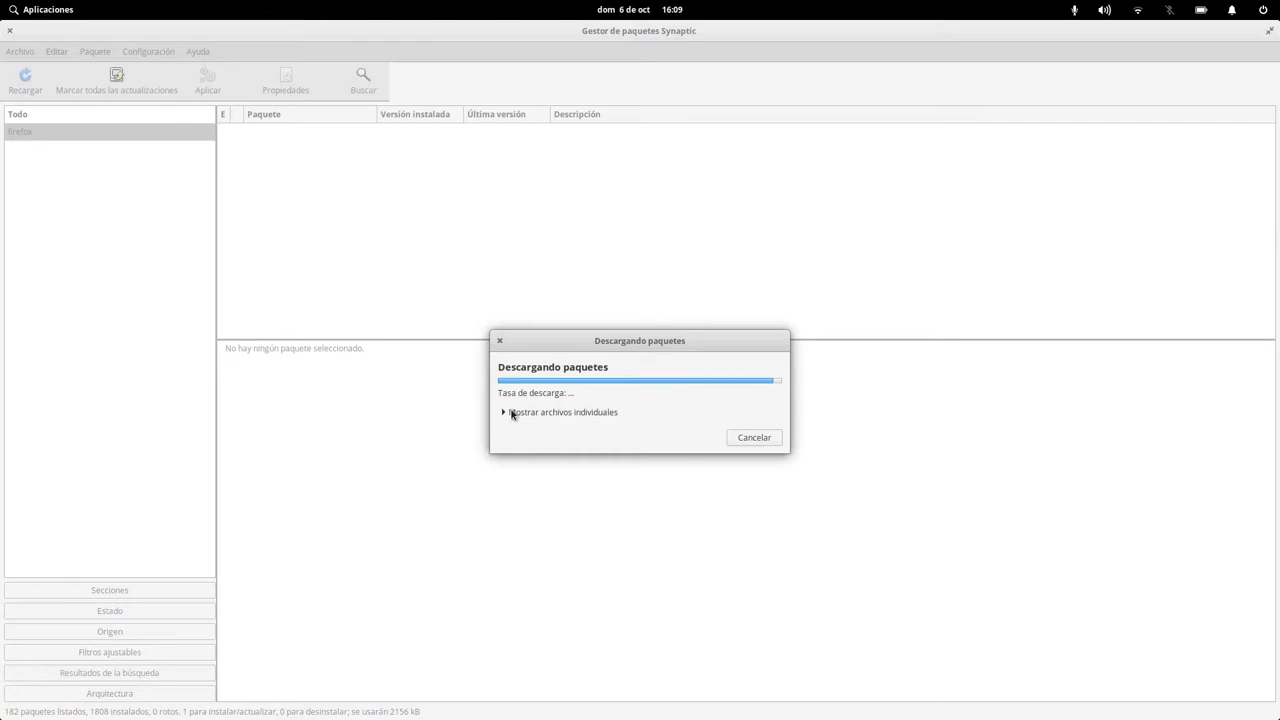 Aplicaciones
dom 6 de oct 16:09
Gestor de paquetes Synaptic
Archivo Editar Paquete Configuración Ayuda
Recargar Marcar todas las actualizaciones Aplicar Propiedades Buscar
Todo
firefox
E Paquete Versión instalada Última versión Descripción
No hay ningún paquete seleccionado.
Descargando paquetes
Descargando paquetes
Tasa de descarga: ...
Mostrar archivos individuales
Cancelar
Secciones
Estado
Origen
Filtros ajustables
Resultados de la búsqueda
Arquitectura
182 paquetes listados, 1808 instalados, 0 rotos. 1 para instalar/actualizar, 0 para desinstalar; se usarán 2156 kB